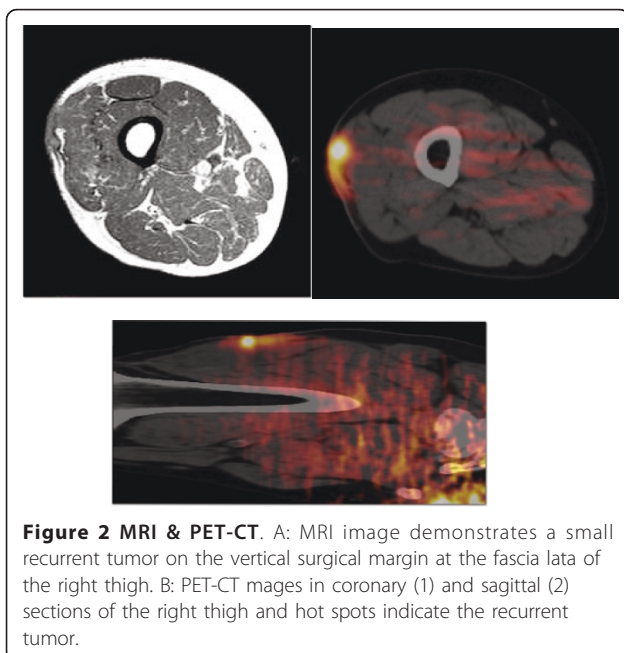 Figure 2 MRI & PET-CT. A: MRI image demonstrates a small
recurrent tumor on the vertical surgical margin at the fascia lata of
the right thigh. B: PET-CT mages in coronary (1) and sagittal (2)
sections of the right thigh and hot spots indicate the recurrent
tumor.